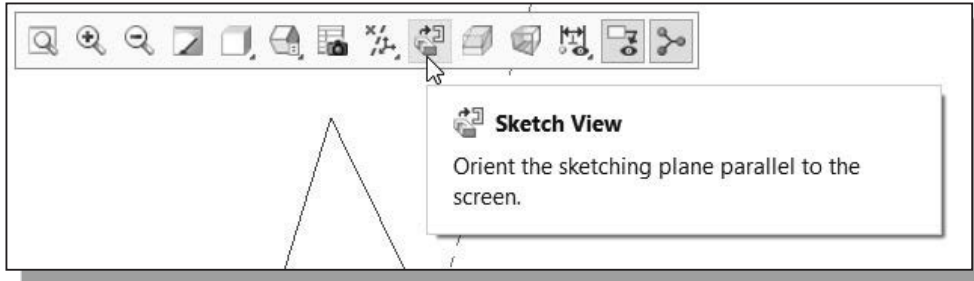 Sketch View
Orient the sketching plane parallel to the
screen.